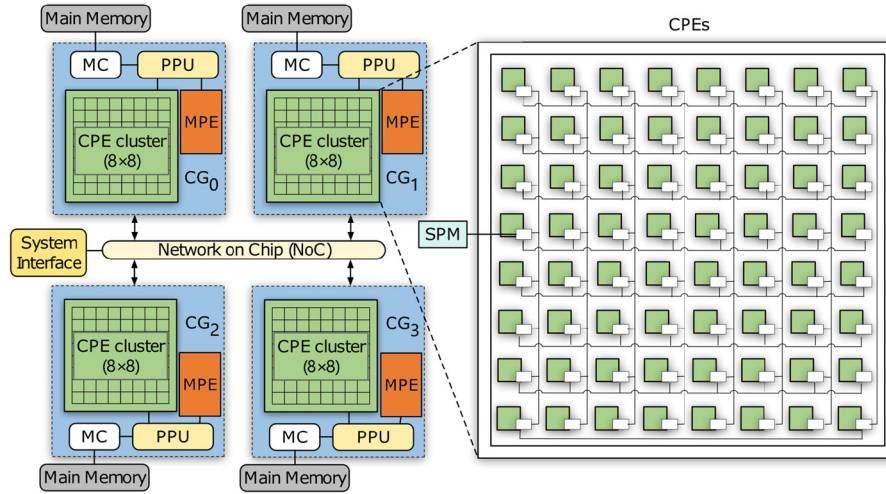 Main Memory
Main Memory
CPEs
MC
PPU
MC
PPU
MPE
MPE
CPE cluster
(8×8)
CPE cluster
(8×8)
CG0
CG1
System
Interface
Network on Chip (NoC)
SPM
CG2
CG3
CPE cluster
(8×8)
CPE cluster
(8×8)
MPE
MPE
MC
PPU
MC
PPU
Main Memory
Main Memory